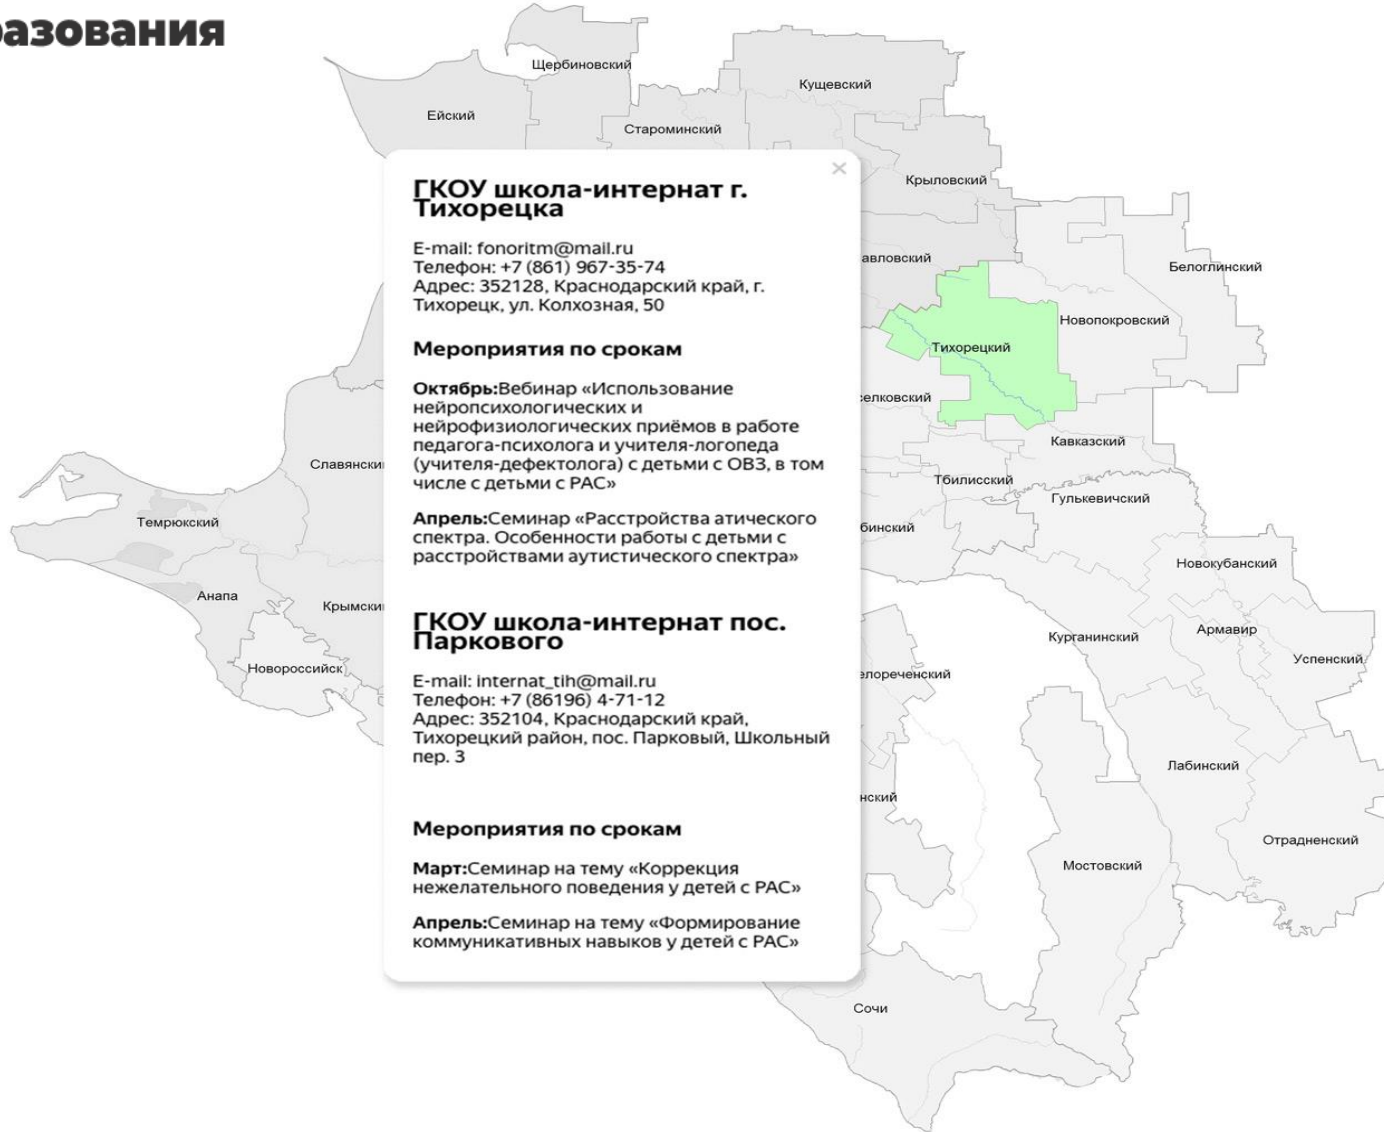 разования
Щербиновский
Кущевский
Ейский
Староминский
Крыловский
авловский
Белоглинский
Новопокровский
Тихорецкий
селковский
Кавказский
Тбилисский
Гулькевичский
бинский
Славянски
Темрюкский
Анапа
Крымски
Новороссийск
Новокубанский
Армавир
Курганинский
Успенский
елореченский
Лабинский
нский
Отрадненский
Мостовский
Сочи
×
ГКОУ школа-интернат г.
Тихорецка
E-mail: fonoritm@mail.ru
Телефон: +7 (861) 967-35-74
Адрес: 352128, Краснодарский край, г.
Тихорецк, ул. Колхозная, 50
Мероприятия по срокам
Октябрь:Вебинар «Использование
нейропсихологических и
нейрофизиологических приёмов в работе
педагога-психолога и учителя-логопеда
(учителя-дефектолога) с детьми с ОВЗ, в том
числе с детьми с РАС»
Апрель:Семинар «Расстройства атического
спектра. Особенности работы с детьми с
расстройствами аутистического спектра»
ГКОУ школа-интернат пос.
Паркового
E-mail: internat_tih@mail.ru
Телефон: +7 (86196) 4-71-12
Адрес: 352104, Краснодарский край,
Тихорецкий район, пос. Парковый, Школьный
пер. 3
Мероприятия по срокам
Март:Семинар на тему «Коррекция
нежелательного поведения у детей с РАС»
Апрель:Семинар на тему «Формирование
коммуникативных навыков у детей с РАС»